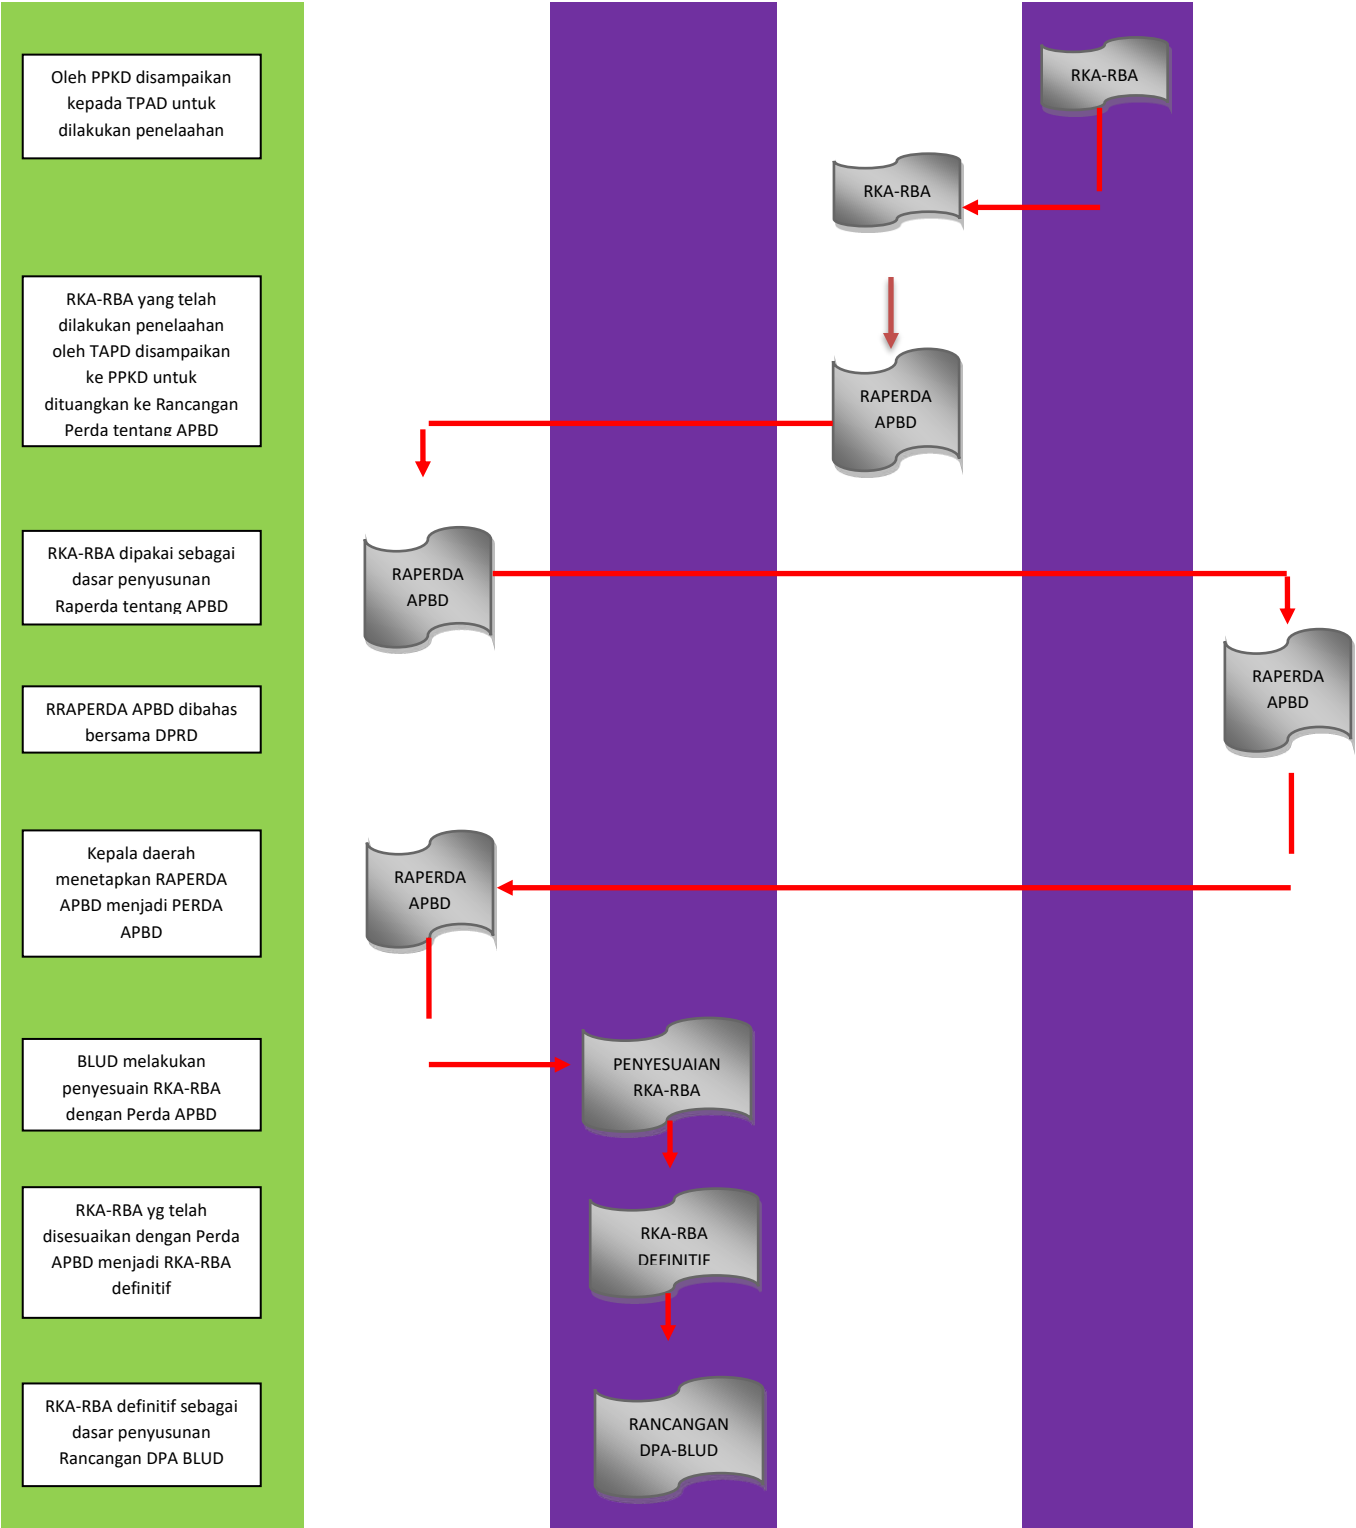 Oleh PPKD disampaikan
kepada TPAD untuk
dilakukan penelaahan
RKA-RBA
RKA-RBA
RKA-RBA yang telah
dilakukan penelaahan
oleh TAPD disampaikan
ke PPKD untuk
dituangkan ke Rancangan
Perda tentang APBD
RAPERDA
APBD
RKA-RBA dipakai sebagai
dasar penyusunan
Raperda tentang APBD
RAPERDA
APBD
RAPERDA
APBD
RRAPERDA APBD dibahas
bersama DPRD
Kepala daerah
menetapkan RAPERDA
APBD menjadi PERDA
APBD
RAPERDA
APBD
BLUD melakukan
penyesuain RKA-RBA
dengan Perda APBD
PENYESUAIAN
RKA-RBA
RKA-RBA yg telah
disesuaikan dengan Perda
APBD menjadi RKA-RBA
definitif
RKA-RBA
DEFINITIF
RKA-RBA definitif sebagai
dasar penyusunan
Rancangan DPA BLUD
RANCANGAN
DPA-BLUD